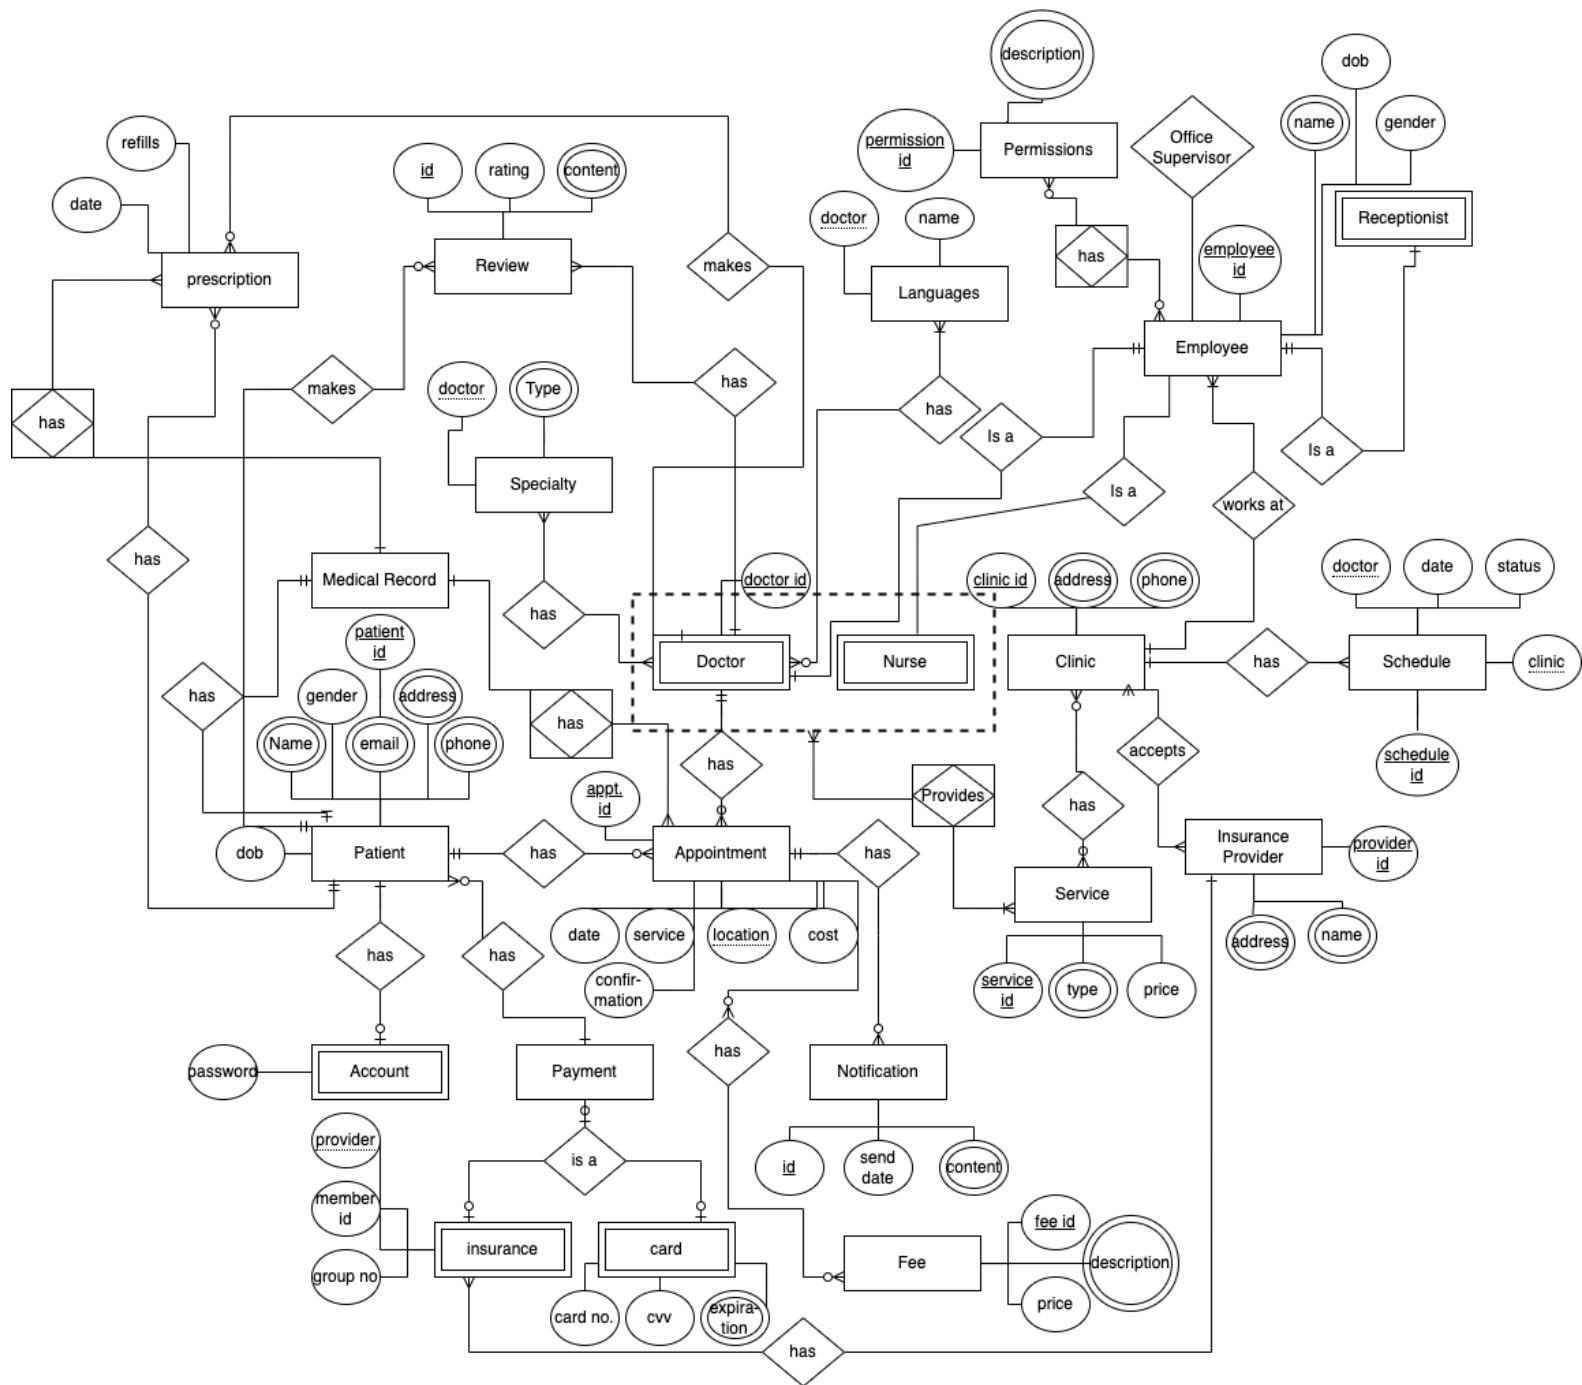 description
dob
refills
name
gender
permission
id
Permissions
Office
Supervisor
id
rating
content
date
doctor
name
Receptionist
has
employee
id
prescription
Review
makes
Languages
Employee
makes
doctor
Type
has
has
Is a
has
Is a
Specialty
Is a
works at
has
Medical Record
doctor id
clinic id
address
phone
doctor
date
status
patient
id
has
Doctor
Nurse
Clinic
has
Schedule
clinic
has
gender
address
has
Name
email
phone
has
accepts
schedule
id
appt.
id
Provides
has
dob
Patient
has
Appointment
has
Insurance
Provider
provider
id
Service
date
service
location
cost
address
name
has
has
confir-
mation
service
id
type
price
has
password
Account
Payment
Notification
provider
is a
id
send
date
content
member
id
fee id
insurance
card
Fee
description
group no
card no.
cvv
expira-
tion
price
has